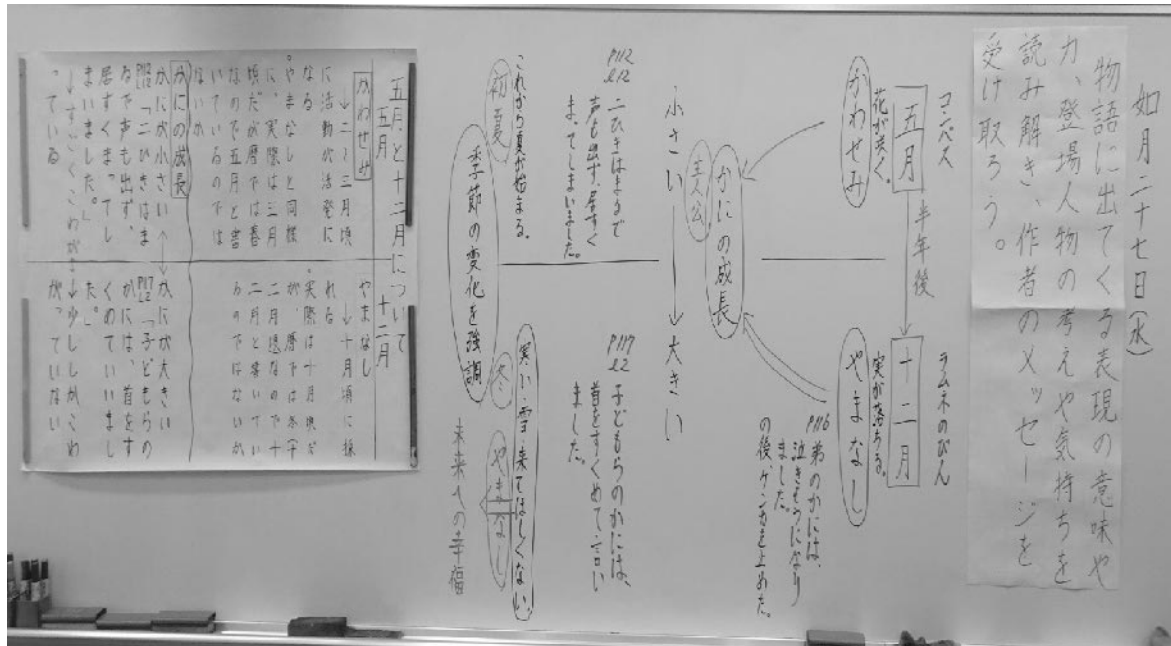 如月二十七日(水)
物語に出てくる表現の意味や
力、登場人物の考えや気持ちを
読み解き、作者のメッセージを
受け取ろう。
コンペス
五月
花が咲く。
かわせみ
半年後
ラムネのびん
十二月
実が落ちる。
やまなし
P116
弟のかには、
泣きそうになり
ました。
の後、ケンカを止めた。
かにの成長
主人公
小さい
大きい
P112
l12
二ひきはまるで
声も出ず、居すく
まってしまいました。
P117
l2
子どもらのかには、
首をすくめて言い
ました。
これから夏が始まる。
初夏
季節の変化を強調
寒い・雪・来てほしくない
冬
やまなし
未来への幸福
五月と十二月について
五月
かわせみ
→二~三月頃
に活動が活発に
なる
・やまなしと同様
に、実際は三月
頃だが暦では春
なので五月と書
いているのでは
ないか
かにの成長
かにが小さい
P112
l12
「二ひきはま
るで声も出ず、
居すくまってし
まいました。」
→すごくこわが
っている
十二月
やまなし
→十月頃に採
れる
・実際は十月頃だ
が、暦では冬が十
二月頃なので十
二月と書いてい
るのではないか
かにが大きい
P117
l2
「子どもらの
かには、首をす
くめていいまし
た。」
→少ししかこわ
がっていない